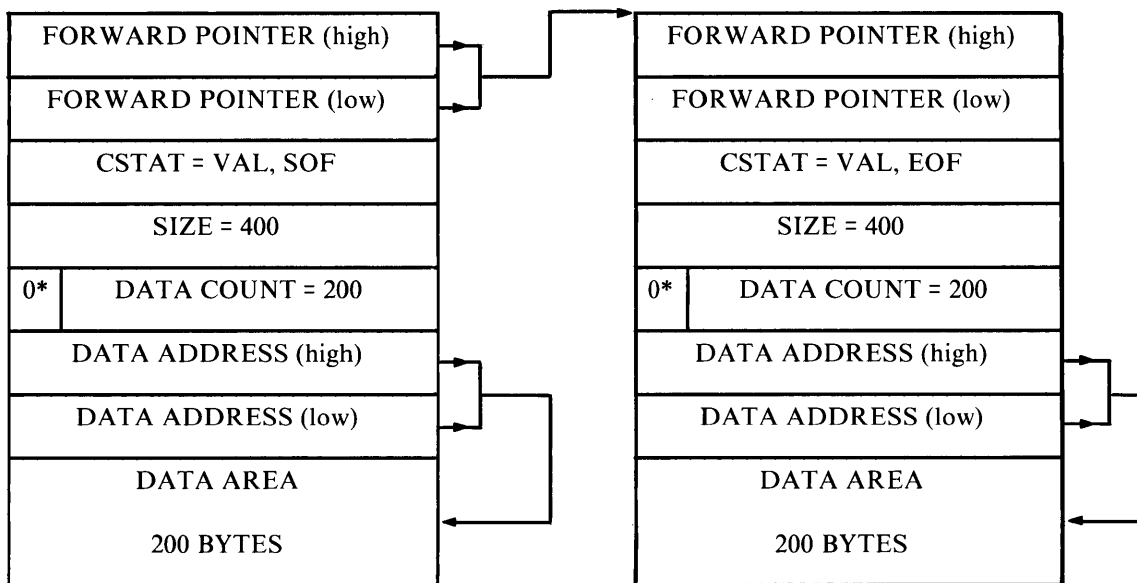 FORWARD POINTER (high)
FORWARD POINTER (low)
CSTAT = VAL, SOF
SIZE = 400
0* DATA COUNT = 200
DATA ADDRESS (high)
DATA ADDRESS (low)
DATA AREA
200 BYTES
FORWARD POINTER (high)
FORWARD POINTER (low)
CSTAT = VAL, EOF
SIZE = 400
0* DATA COUNT = 200
DATA ADDRESS (high)
DATA ADDRESS (low)
DATA AREA
200 BYTES